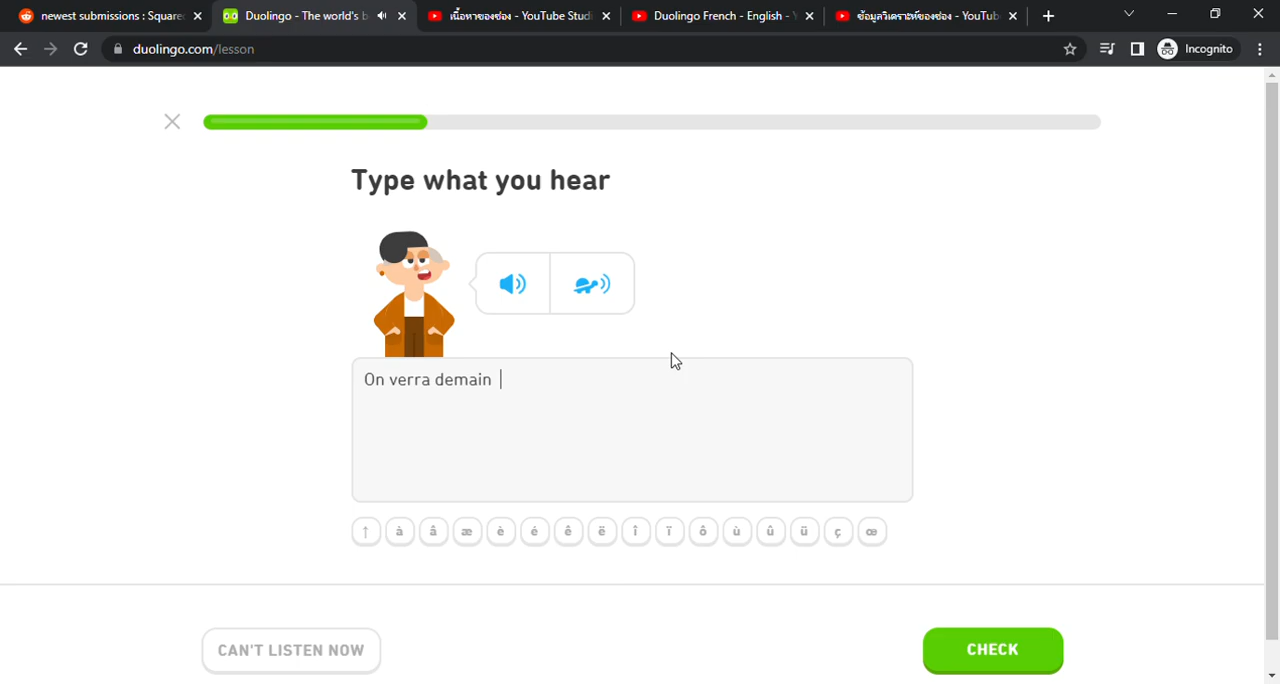 newest submissions : Square
Duolingo - The world's b
เนื้อหาของช่อง - YouTube Studi
Duolingo French - English -
ข้อมูลวิเคราะห์ของช่อง - YouTub
duolingo.com/lesson
Incognito
Type what you hear
On verra demain
↑ à â æ è é ê ë î ï ô ù û ü ç œ
CAN'T LISTEN NOW
CHECK